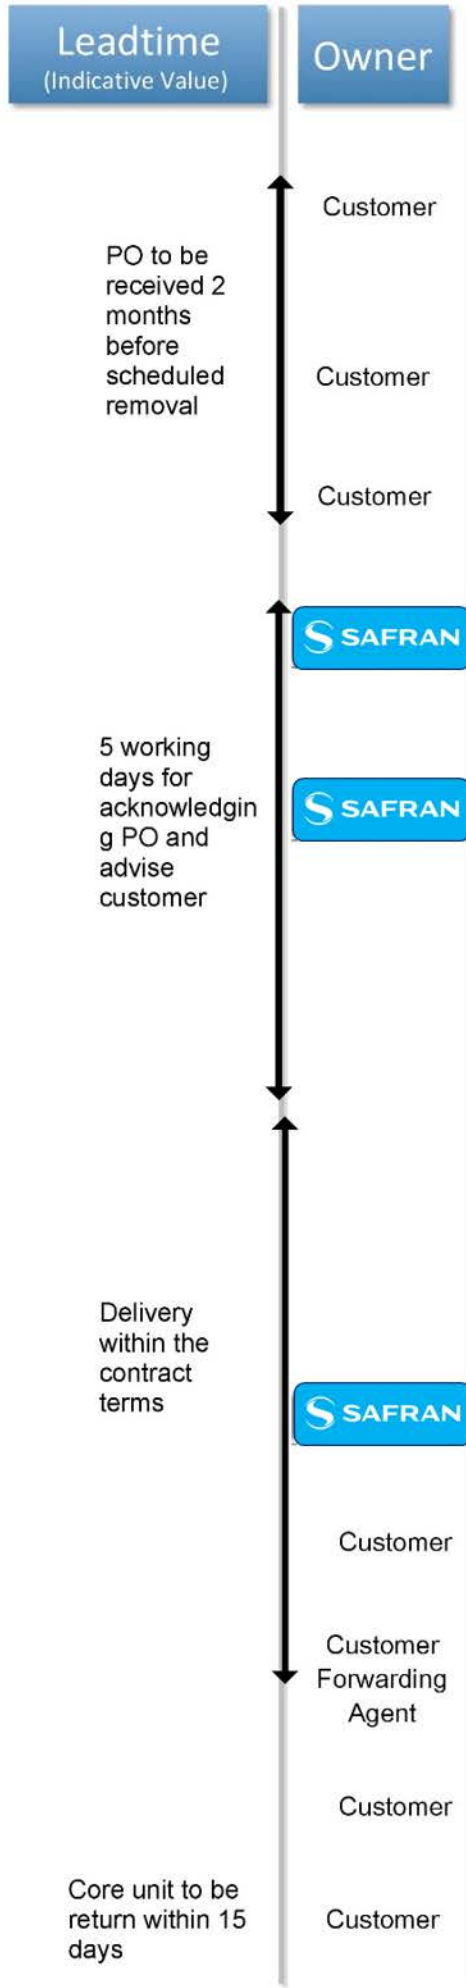 Leadtime
(Indicative Value)
Owner
Customer
PO to be
received 2
months
before
scheduled
removal
Customer
Customer
SAFRAN
5 working
days for
acknowledgin
g PO and
advise
customer
SAFRAN
Delivery
within the
contract
terms
SAFRAN
Customer
Customer
Forwarding
Agent
Customer
Core unit to be
return within 15
days
Customer